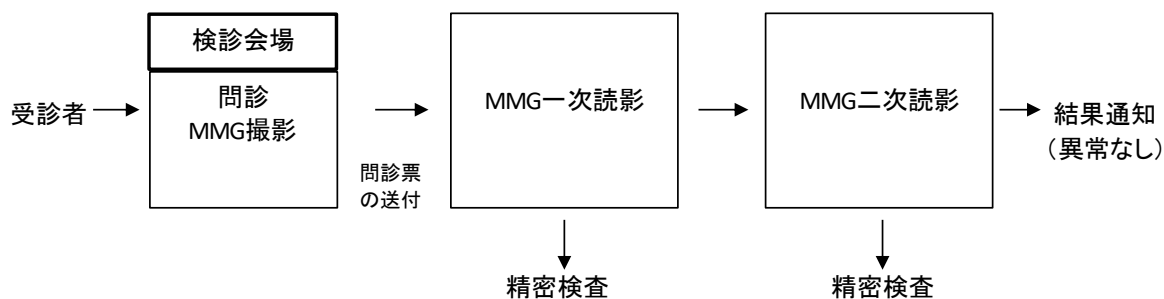 検診会場
受診者
問診
MMG撮影
問診票
の送付
MMG一次読影
MMG二次読影
結果通知
(異常なし)
精密検査
精密検査